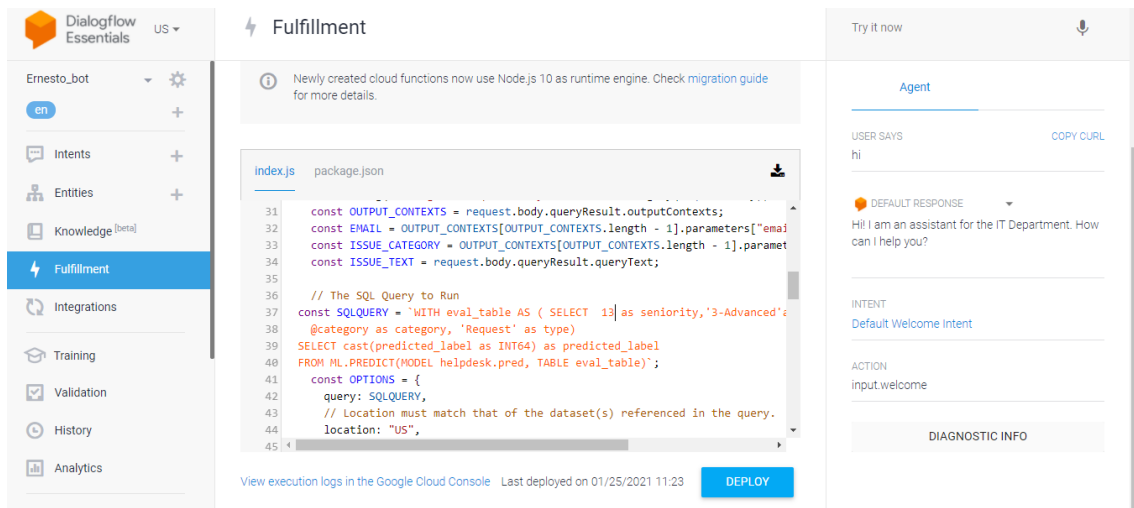 Dialogflow
Essentials
US
Fulfillment
Try it now
Ernesto_bot
en
Intents
Entities
Knowledge [beta]
Fulfillment
Integrations
Training
Validation
History
Analytics
Newly created cloud functions now use Node.js 10 as runtime engine. Check migration guide
for more details.
index.js package.json
31 const OUTPUT_CONTEXTS = request.body.queryResult.outputContexts;
32 const EMAIL = OUTPUT_CONTEXTS[OUTPUT_CONTEXTS.length - 1].parameters["emai
33 const ISSUE_CATEGORY = OUTPUT_CONTEXTS[OUTPUT_CONTEXTS.length - 1].paramet
34 const ISSUE_TEXT = request.body.queryResult.queryText;
35
36 // The SQL Query to Run
37 const SQLQUERY = `WITH eval_table AS ( SELECT 13 as seniority,'3-Advanced'a
38 @category as category, 'Request' as type)
39 SELECT cast(predicted_label as INT64) as predicted_label
40 FROM ML.PREDICT(MODEL helpdesk.pred, TABLE eval_table)`;
41 const OPTIONS = {
42 query: SQLQUERY,
43 // Location must match that of the dataset(s) referenced in the query.
44 location: "US",
45
View execution logs in the Google Cloud Console Last deployed on 01/25/2021 11:23 DEPLOY
Agent
USER SAYS COPY CURL
hi
DEFAULT RESPONSE
Hi! I am an assistant for the IT Department. How
can I help you?
INTENT
Default Welcome Intent
ACTION
input.welcome
DIAGNOSTIC INFO